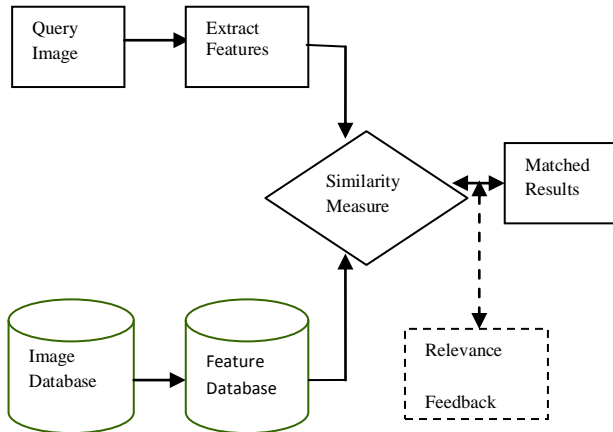 Query
Image
Extract
Features
Similarity
Measure
Matched
Results
Image
Database
Feature
Database
Relevance
Feedback